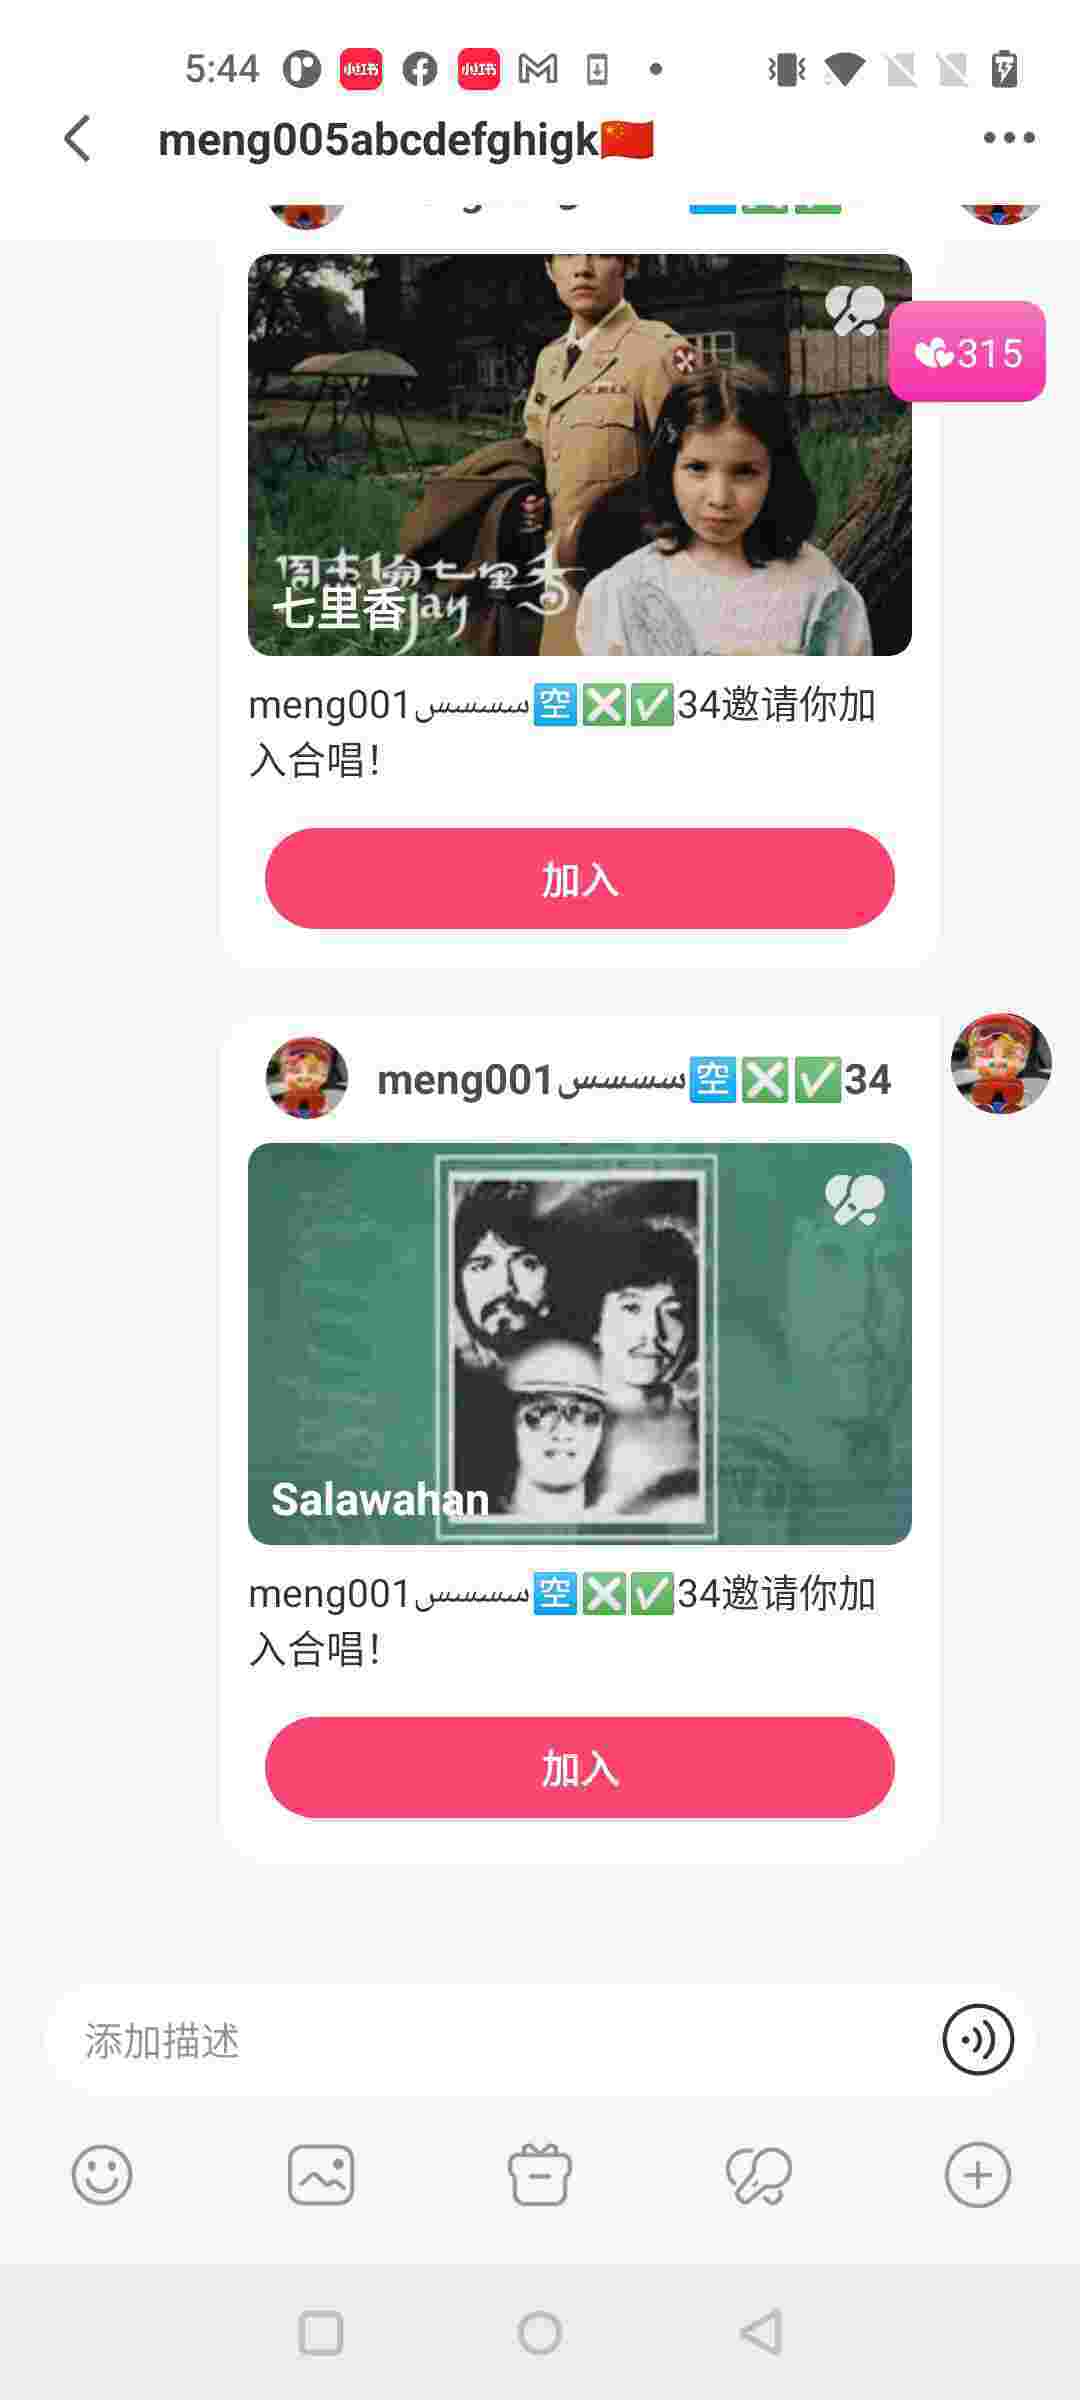 5:44 小红书 小红书
meng005abcdefghigk🇨🇳
315
周杰倫七里香
七里香Jay
meng001سسسسس🈳❎✅34邀请你加
入合唱!
加入
meng001سسسسس🈳❎✅34
Salawahan
meng001سسسسس🈳❎✅34邀请你加
入合唱!
加入
添加描述